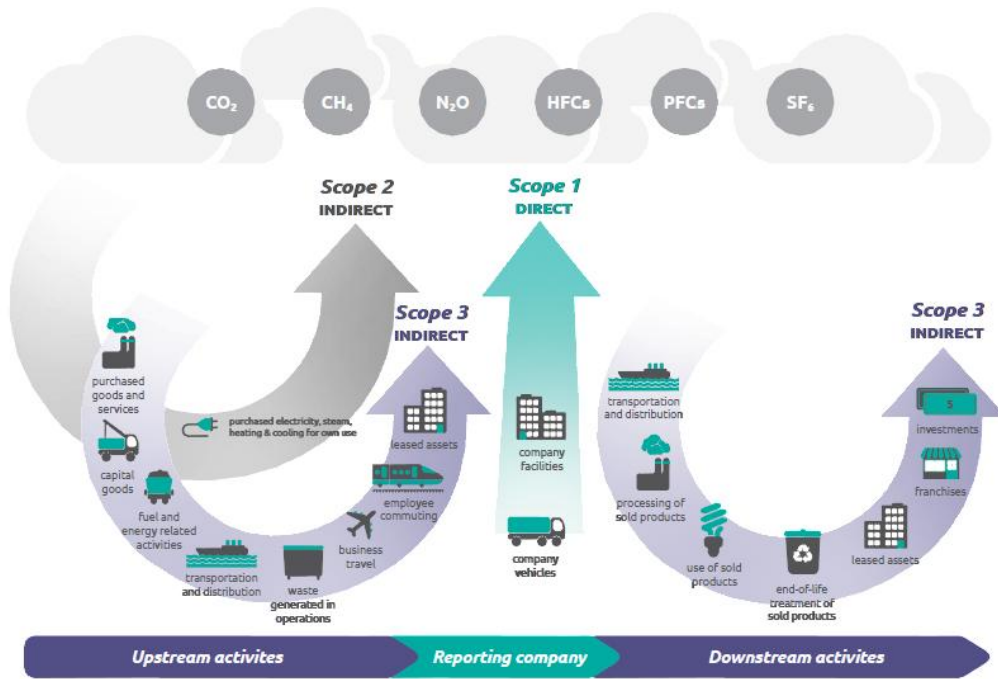 CO₂
CH₄
N₂O
HFCs
PFCs
SF₆
Scope 2
INDIRECT
Scope 1
DIRECT
Scope 3
INDIRECT
Scope 3
INDIRECT
purchased
goods and
services
capital
goods
fuel and
energy related
activities
transportation
and distribution
waste
generated in
operations
business
travel
employee
commuting
leased assets
purchased electricity, steam,
heating & cooling for own use
company
facilities
company
vehicles
transportation
and distribution
processing of
sold products
use of sold
products
end-of-life
treatment of
sold products
leased assets
franchises
investments
Upstream activites
Reporting company
Downstream activites